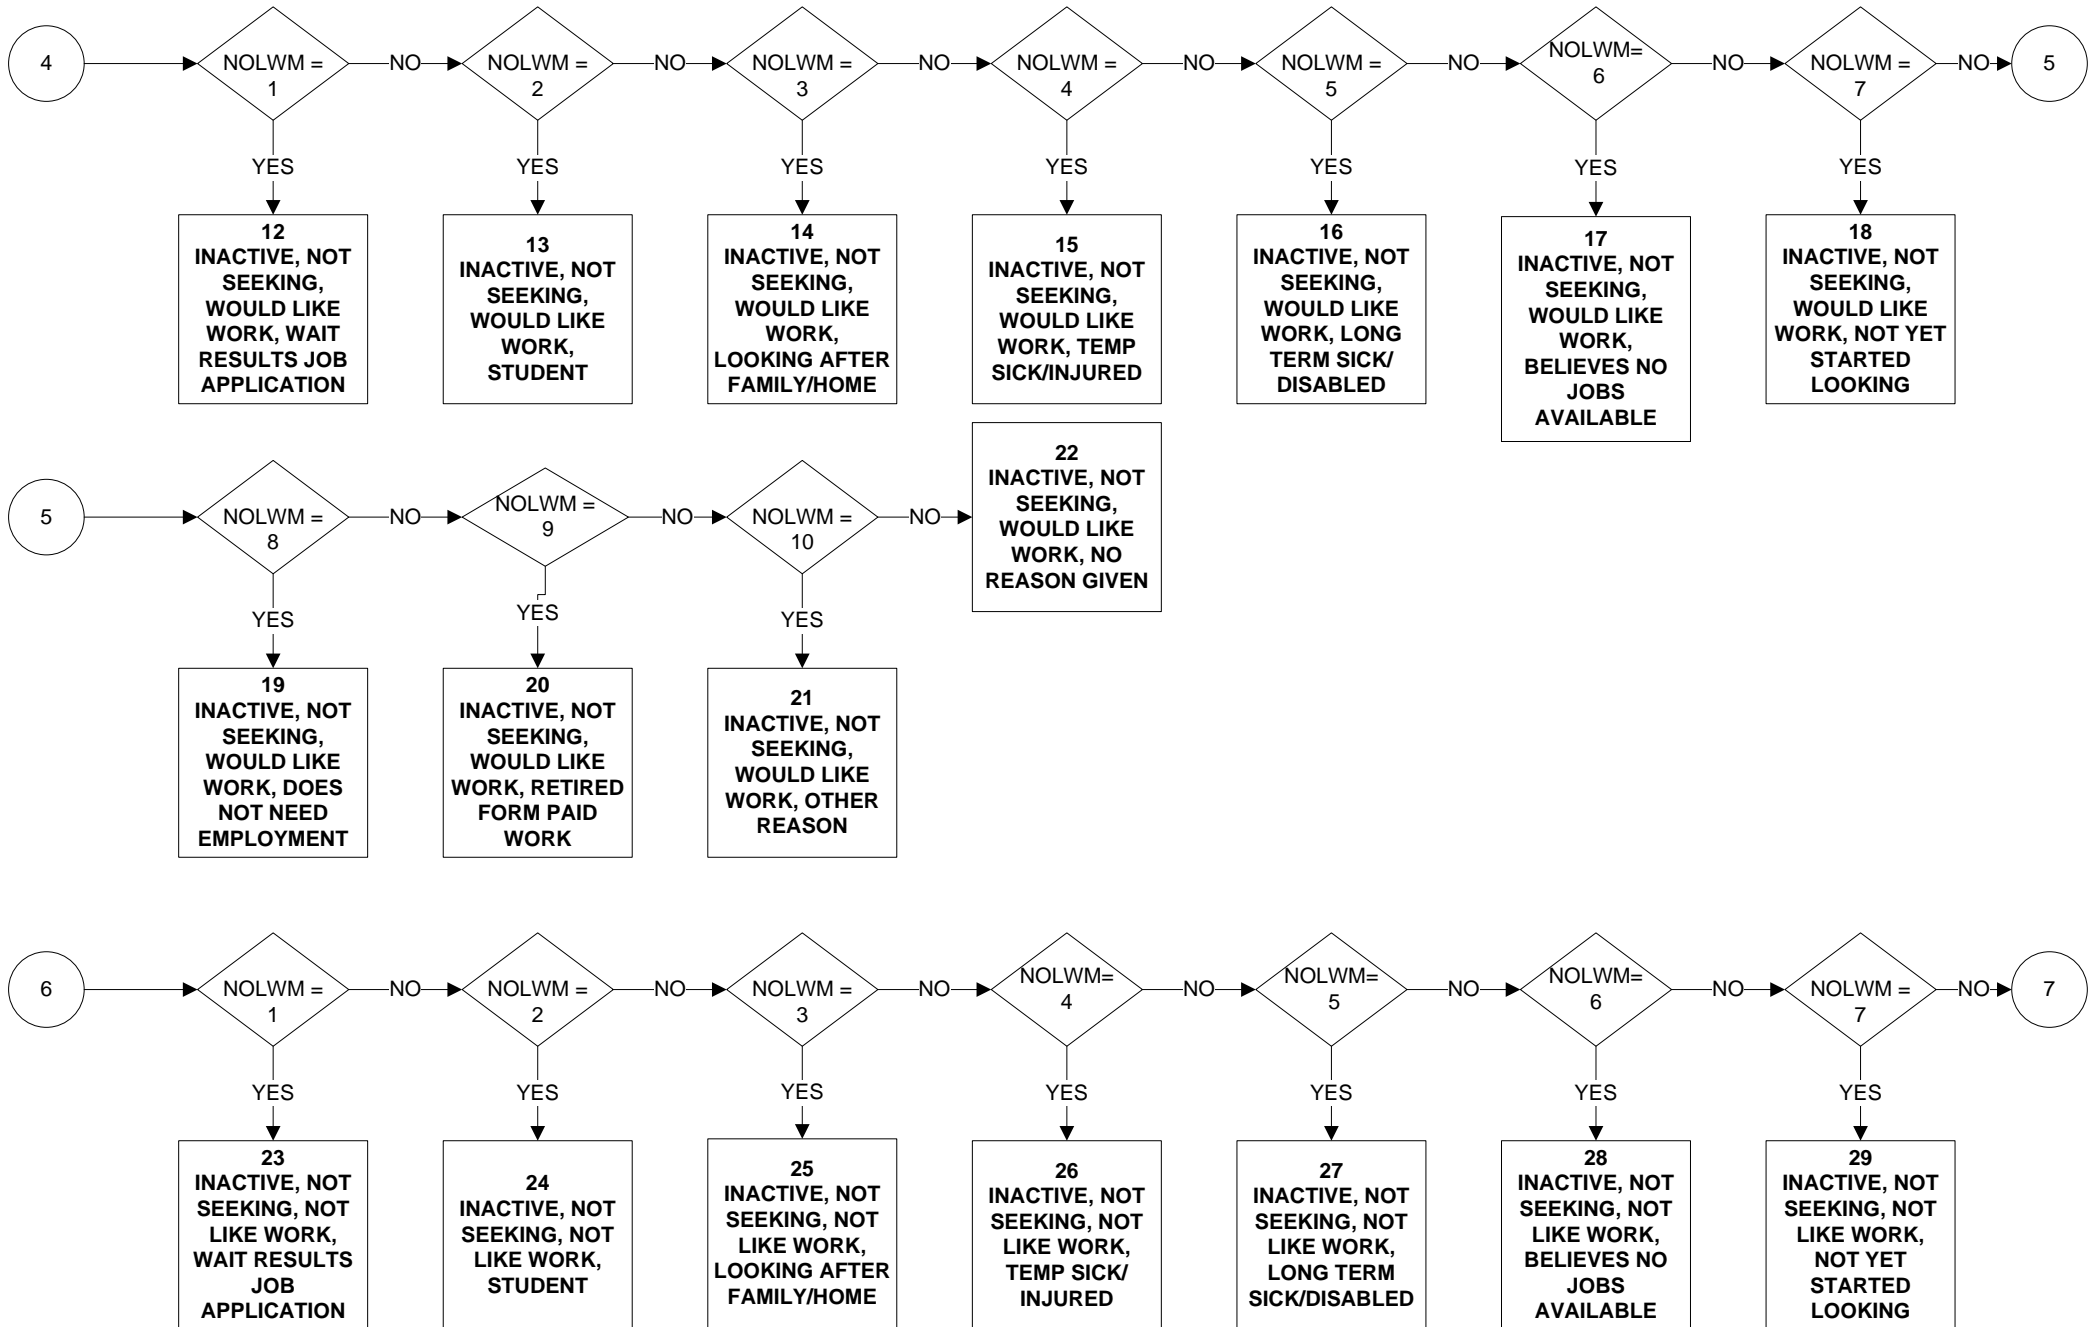 4
NOLWM =
1
NO
NOLWM =
2
NO
NOLWM =
3
NO
NOLWM =
4
NO
NOLWM =
5
NO
NOLWM=
6
NO
NOLWM =
7
NO
5
YES
YES
YES
YES
YES
YES
YES
12
INACTIVE, NOT
SEEKING,
WOULD LIKE
WORK, WAIT
RESULTS JOB
APPLICATION
13
INACTIVE, NOT
SEEKING,
WOULD LIKE
WORK,
STUDENT
14
INACTIVE, NOT
SEEKING,
WOULD LIKE
WORK,
LOOKING AFTER
FAMILY/HOME
15
INACTIVE, NOT
SEEKING,
WOULD LIKE
WORK, TEMP
SICK/INJURED
16
INACTIVE, NOT
SEEKING,
WOULD LIKE
WORK, LONG
TERM SICK/
DISABLED
17
INACTIVE, NOT
SEEKING,
WOULD LIKE
WORK,
BELIEVES NO
JOBS
AVAILABLE
18
INACTIVE, NOT
SEEKING,
WOULD LIKE
WORK, NOT YET
STARTED
LOOKING
5
NOLWM =
8
NO
NOLWM =
9
NO
NOLWM =
10
NO
22
INACTIVE, NOT
SEEKING,
WOULD LIKE
WORK, NO
REASON GIVEN
YES
YES
YES
19
INACTIVE, NOT
SEEKING,
WOULD LIKE
WORK, DOES
NOT NEED
EMPLOYMENT
20
INACTIVE, NOT
SEEKING,
WOULD LIKE
WORK, RETIRED
FORM PAID
WORK
21
INACTIVE, NOT
SEEKING,
WOULD LIKE
WORK, OTHER
REASON
6
NOLWM =
1
NO
NOLWM =
2
NO
NOLWM =
3
NO
NOLWM=
4
NO
NOLWM=
5
NO
NOLWM=
6
NO
NOLWM =
7
NO
7
YES
YES
YES
YES
YES
YES
YES
23
INACTIVE, NOT
SEEKING, NOT
LIKE WORK,
WAIT RESULTS
JOB
APPLICATION
24
INACTIVE, NOT
SEEKING, NOT
LIKE WORK,
STUDENT
25
INACTIVE, NOT
SEEKING, NOT
LIKE WORK,
LOOKING AFTER
FAMILY/HOME
26
INACTIVE, NOT
SEEKING, NOT
LIKE WORK,
TEMP SICK/
INJURED
27
INACTIVE, NOT
SEEKING, NOT
LIKE WORK,
LONG TERM
SICK/DISABLED
28
INACTIVE, NOT
SEEKING, NOT
LIKE WORK,
BELIEVES NO
JOBS
AVAILABLE
29
INACTIVE, NOT
SEEKING, NOT
LIKE WORK,
NOT YET
STARTED
LOOKING